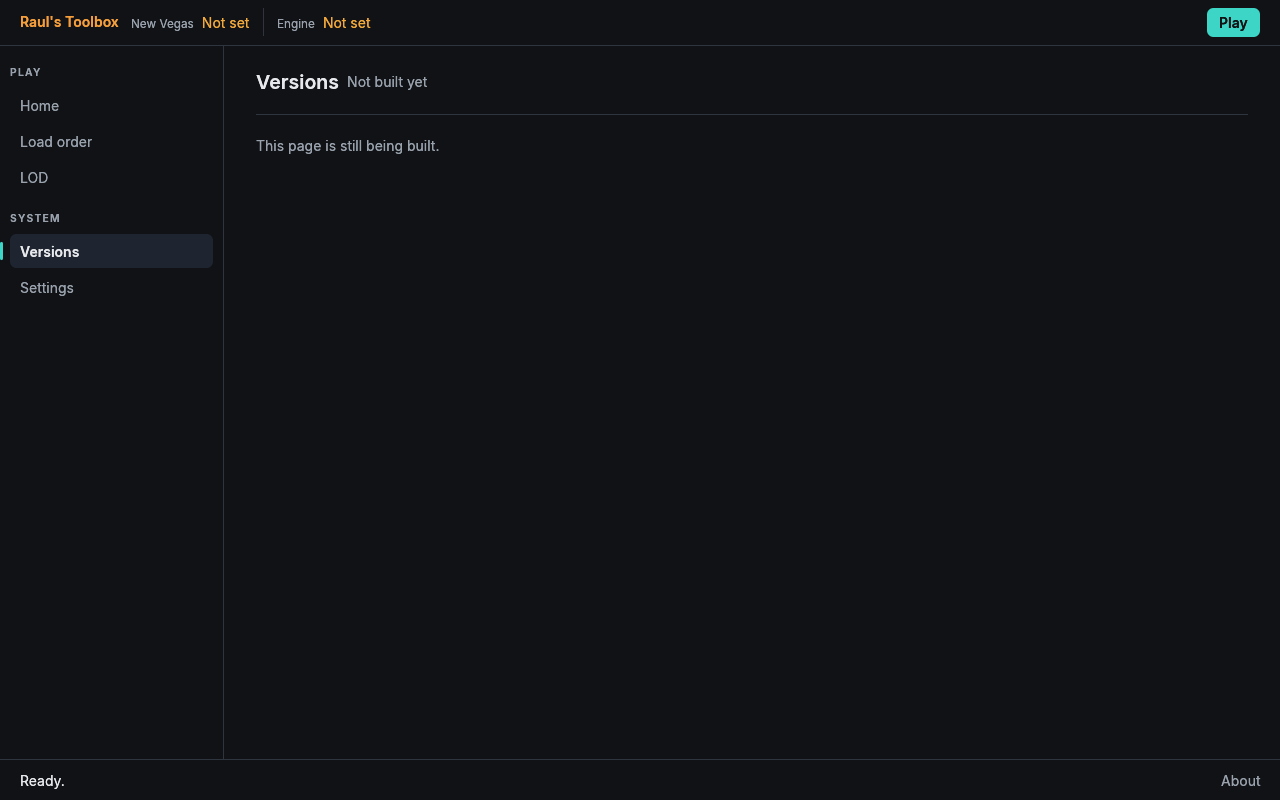 Raul's Toolbox New Vegas Not set Engine Not set Play
PLAY
Home
Load order
LOD
SYSTEM
Versions
Settings
Versions Not built yet
This page is still being built.
Ready. About